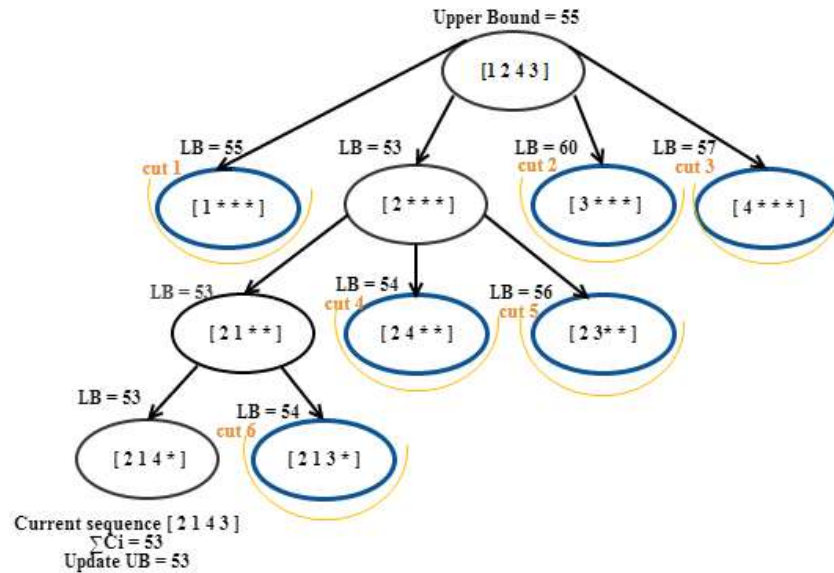 Upper Bound = 55
[1 2 4 3 ]
LB = 55
LB = 53
LB = 60
LB = 57
cut 1
cut 2
cut 3
[ 1 * * * ]
[ 2 * * * ]
[ 3 * * * ]
[ 4 * * * ]
LB = 53
LB = 54
LB = 56
cut 4
cut 5
[ 2 1 * * ]
[ 2 4 * * ]
[ 2 3* * ]
LB = 53
LB = 54
cut 6
[ 2 1 4 * ]
[ 2 1 3 * ]
Current sequence [ 2 1 4 3 ]
∑Ci = 53
Update UB = 53